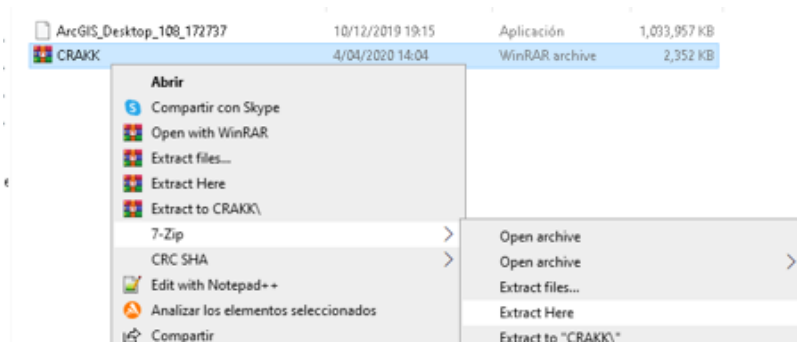 ArcGIS_Desktop_108_172737 10/12/2019 19:15 Aplicación 1,033,957 KB
CRAKK 4/04/2020 14:04 WinRAR archive 2,352 KB
Abrir
Compartir con Skype
Open with WinRAR
Extract files...
Extract Here
Extract to CRAKK\
7-Zip
Open archive
CRC SHA
Open archive
Edit with Notepad++
Extract files...
Analizar los elementos seleccionados
Extract Here
Compartir
Extract to "CRAKK\"